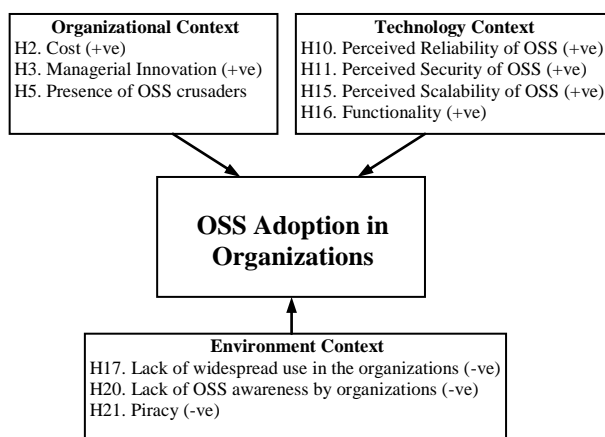 Organizational Context
H2. Cost (+ve)
H3. Managerial Innovation (+ve)
H5. Presence of OSS crusaders
Technology Context
H10. Perceived Reliability of OSS (+ve)
H11. Perceived Security of OSS (+ve)
H15. Perceived Scalability of OSS (+ve)
H16. Functionality (+ve)
OSS Adoption in
Organizations
Environment Context
H17. Lack of widespread use in the organizations (-ve)
H20. Lack of OSS awareness by organizations (-ve)
H21. Piracy (-ve)